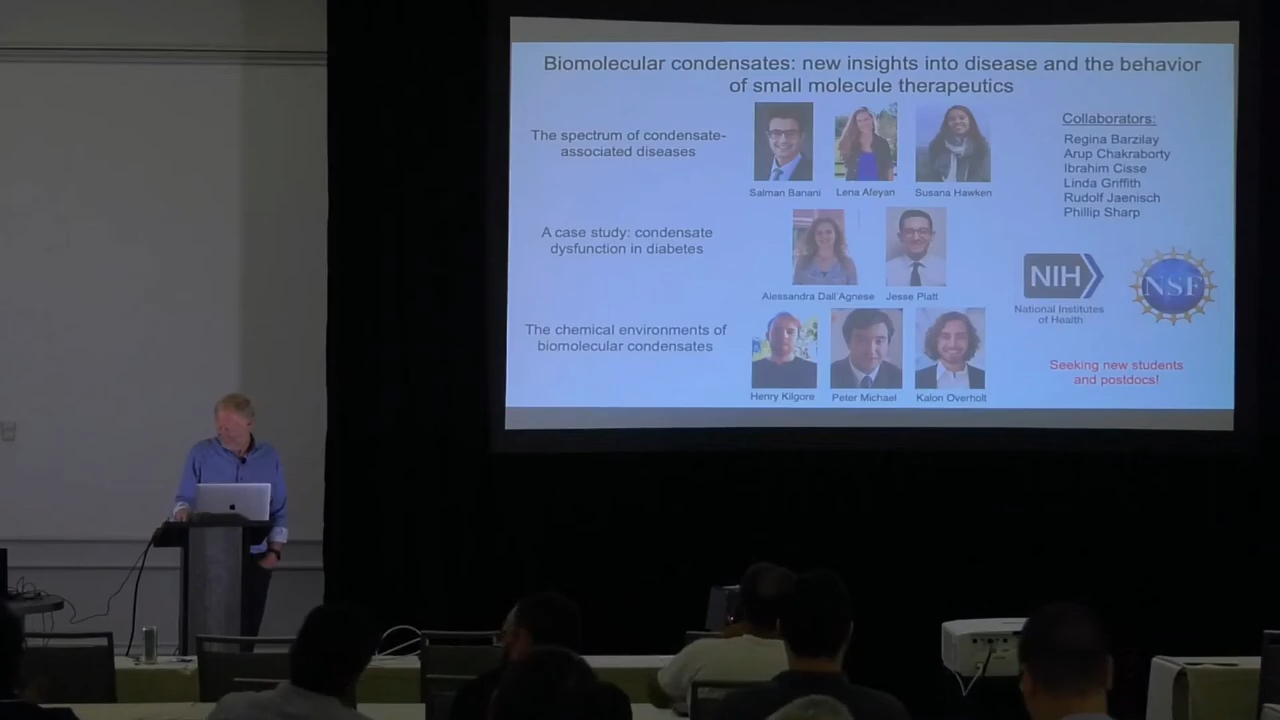 Biomolecular condensates: new insights into disease and the behavior
of small molecule therapeutics
The spectrum of condensate-
associated diseases
Salman Banani
Lena Afeyan
Susana Hawken
Collaborators:
Regina Barzilay
Arup Chakraborty
Ibrahim Cisse
Linda Griffith
Rudolf Jaenisch
Phillip Sharp
A case study: condensate
dysfunction in diabetes
Alessandra Dall'Agnese
Jesse Platt
NIH
National Institutes
of Health
NSF
The chemical environments of
biomolecular condensates
Henry Kilgore
Peter Michael
Kalon Overholt
Seeking new students
and postdocs!